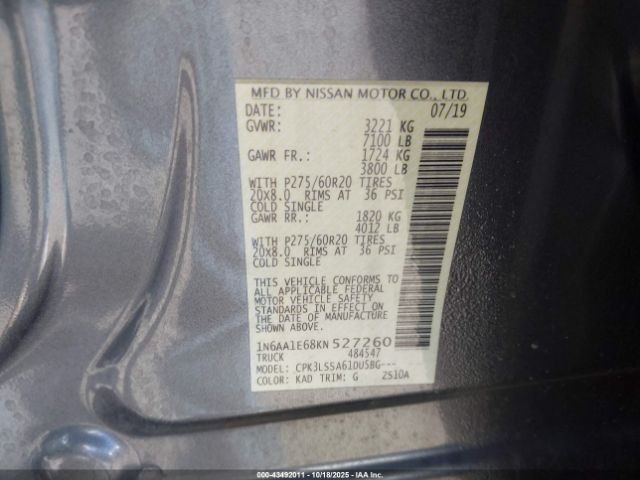 MFD BY NISSAN MOTOR CO., LTD.
DATE: 07/19
GVWR: 3221 KG
7100 LB
GAWR FR.: 1724 KG
3800 LB
WITH P275/60R20 TIRES
20X8.0 RIMS AT 36 PSI
COLD SINGLE
GAWR RR.: 1820 KG
4012 LB
WITH P275/60R20 TIRES
20X8.0 RIMS AT 36 PSI
COLD SINGLE
THIS VEHICLE CONFORMS TO
ALL APPLICABLE FEDERAL
MOTOR VEHICLE SAFETY
STANDARDS IN EFFECT ON
THE DATE OF MANUFACTURE
SHOWN ABOVE.
1N6AA1E68KN 527260
TRUCK 484547
MODEL: CPK3LSSA61DUSBG---
COLOR: KAD TRIM: G 2S10A
000-43492011 - 10/18/2025 - IAA Inc.